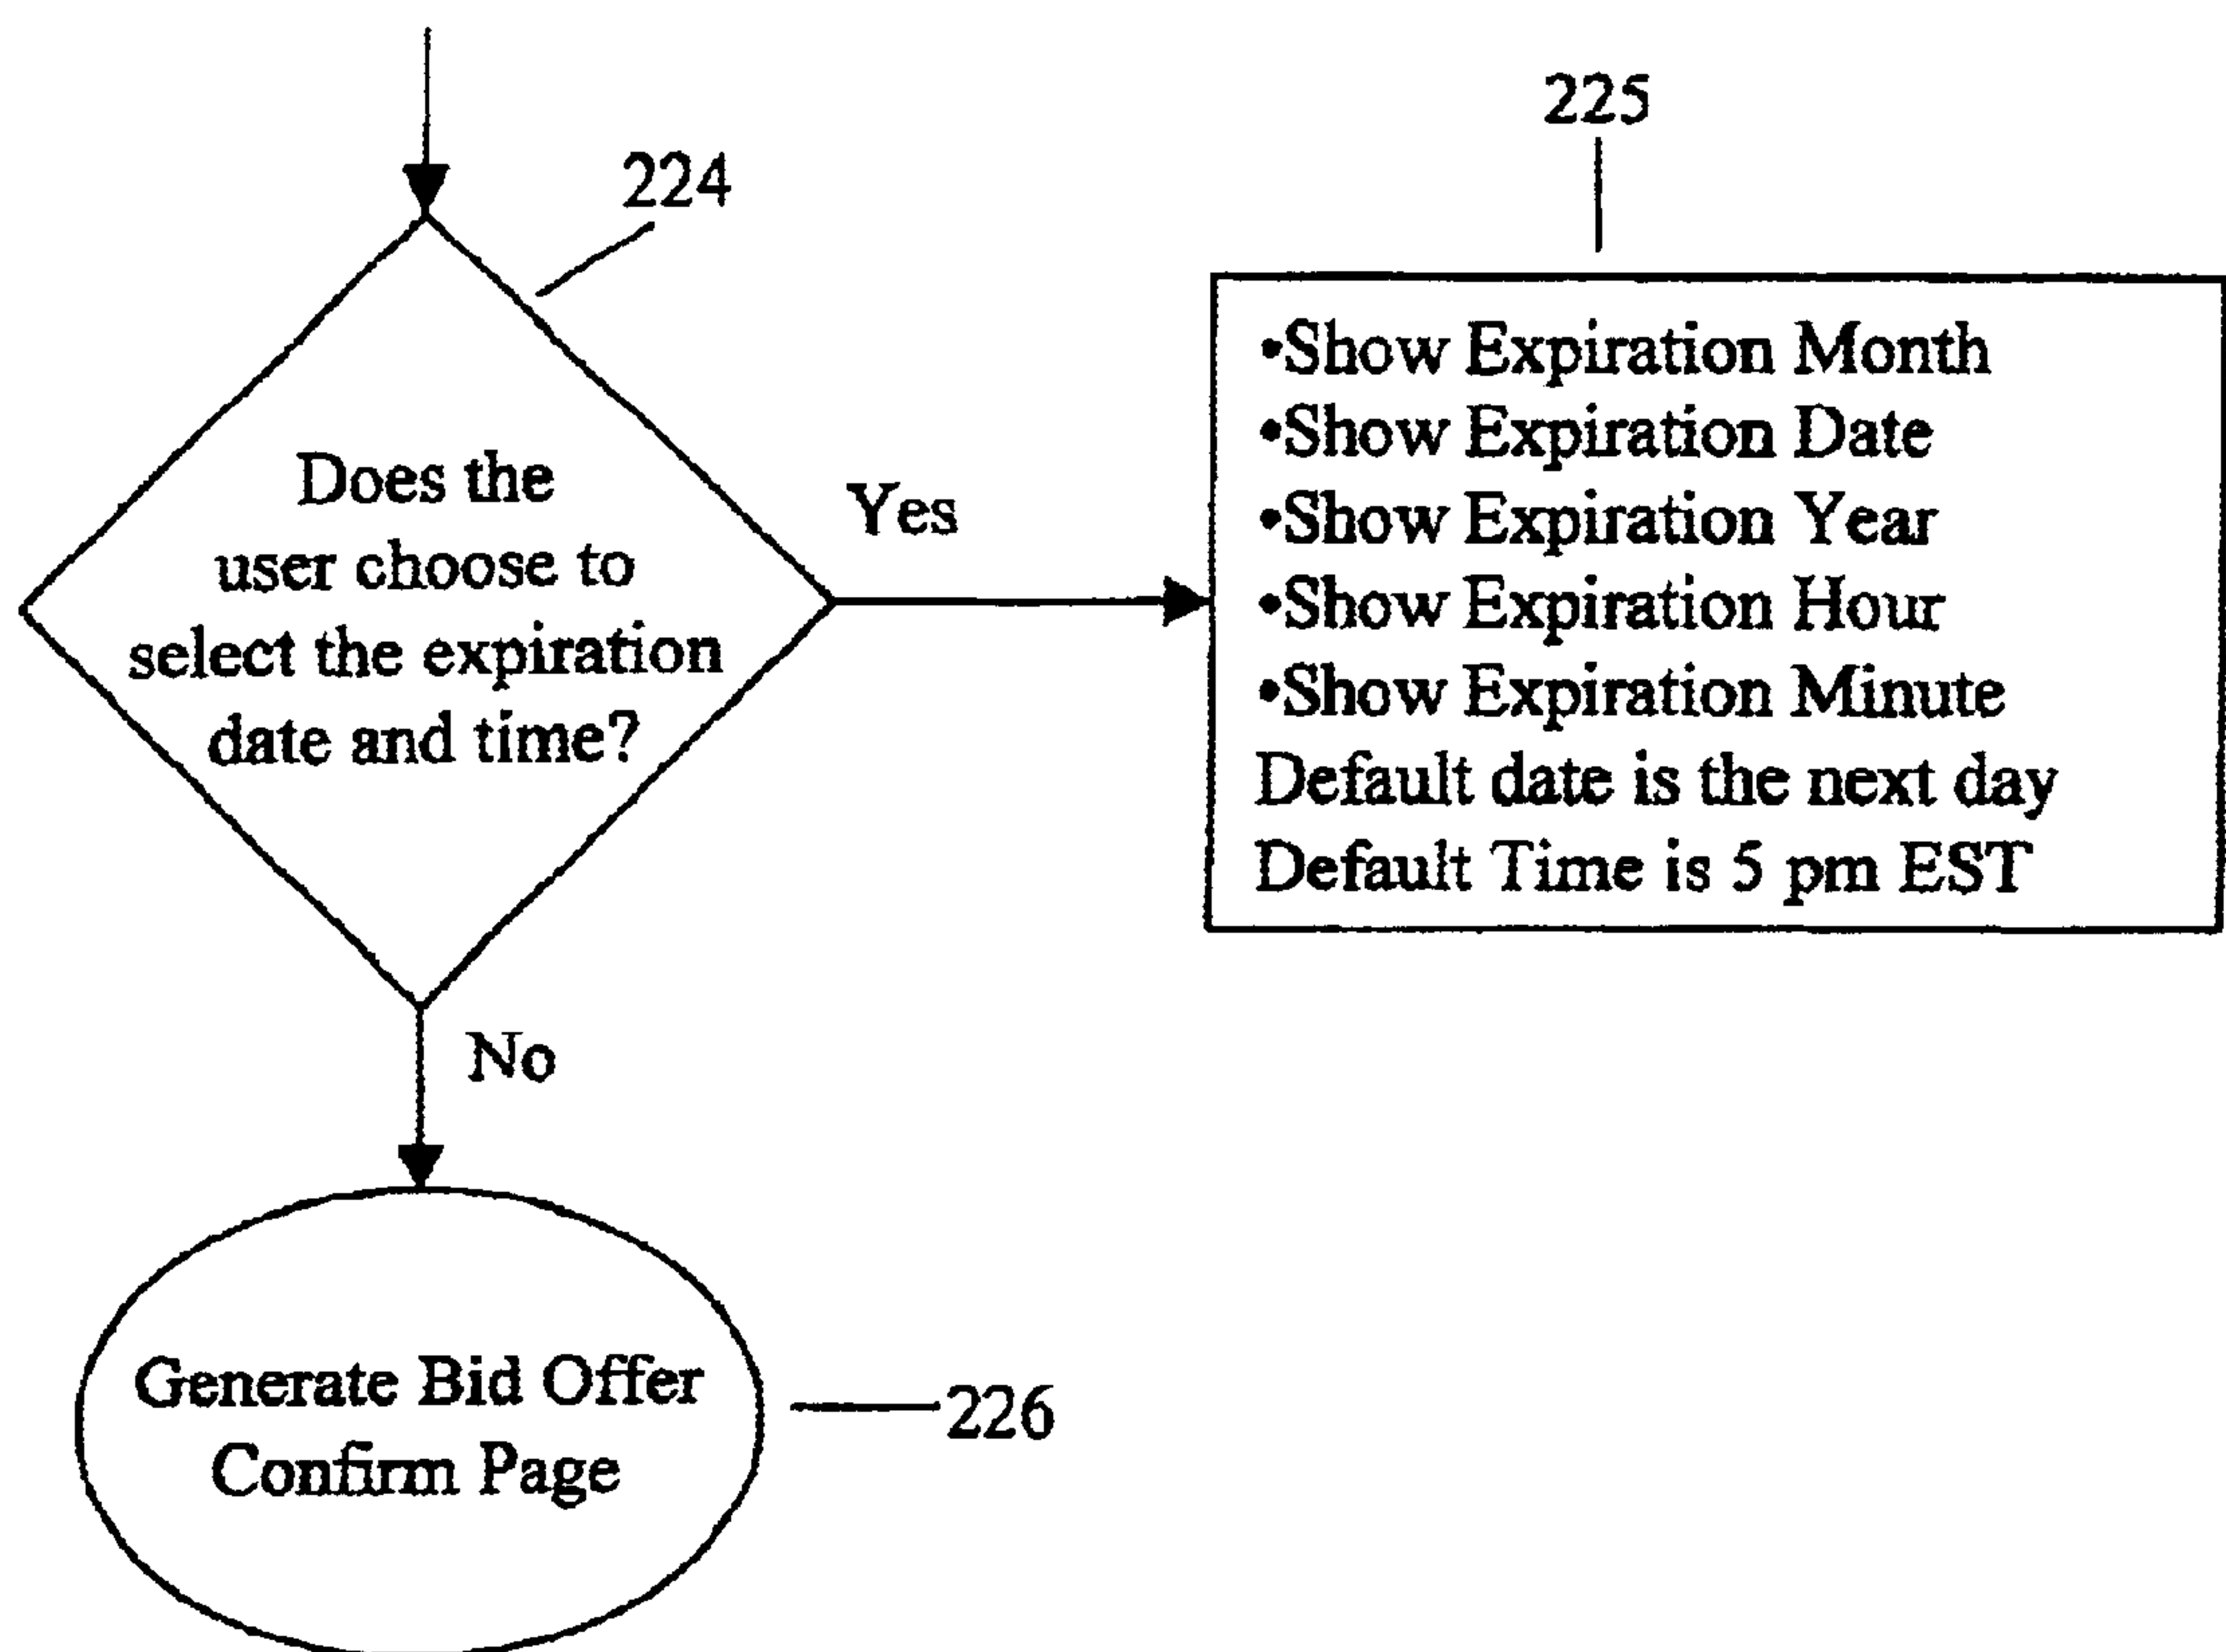 224
Does the
user choose to
select the expiration
date and time?
Yes
225
•Show Expiration Month
•Show Expiration Date
•Show Expiration Year
•Show Expiration Hour
•Show Expiration Minute
Default date is the next day
Default Time is 5 pm EST
No
Generate Bid Offer
Confirm Page
226